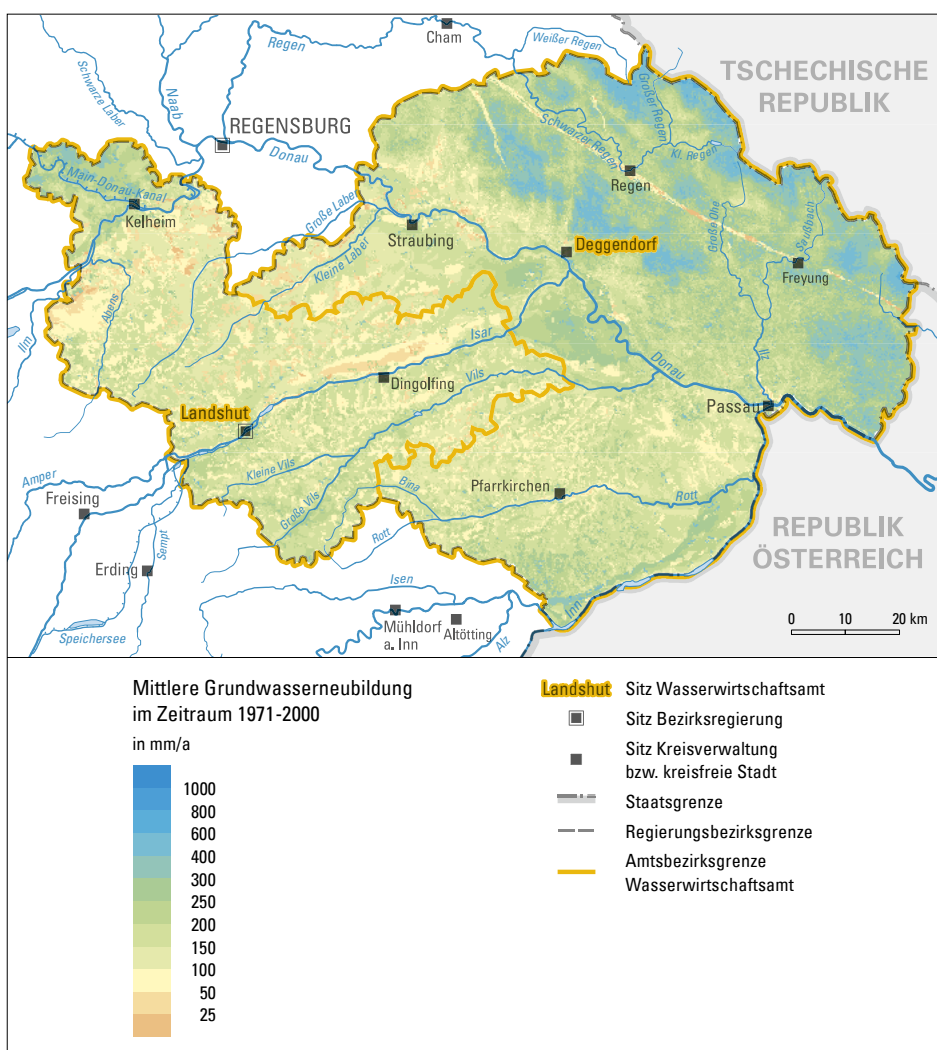 Cham
Weißer Regen
Regen
TSCHECHISCHE
REPUBLIK
Schwarze Laber
Naab
REGENSBURG
Donau
Großer Regen
Schwarzer Regen
Kl. Regen
Regen
Main-Donau-Kanal
Kelheim
Große Laber
Straubing
Kleine Laber
Deggendorf
Große Ohe
Saußbach
Freyung
Abens
Ilm
Isar
Vils
Donau
Ilz
Dingolfing
Landshut
Passau
Amper
Freising
Kleine Vils
Große Vils
Bina
Pfarrkirchen
Rott
Rott
Sempt
Erding
REPUBLIK
ÖSTERREICH
Isen
Inn
Speichersee
Mühldorf
a. Inn
Altötting
Alz
0 10 20 km
Mittlere Grundwasserneubildung
im Zeitraum 1971-2000
in mm/a
1000
800
600
400
300
250
200
150
100
50
25
Landshut Sitz Wasserwirtschaftsamt
Sitz Bezirksregierung
Sitz Kreisverwaltung
bzw. kreisfreie Stadt
Staatsgrenze
Regierungsbezirksgrenze
Amtsbezirksgrenze
Wasserwirtschaftsamt